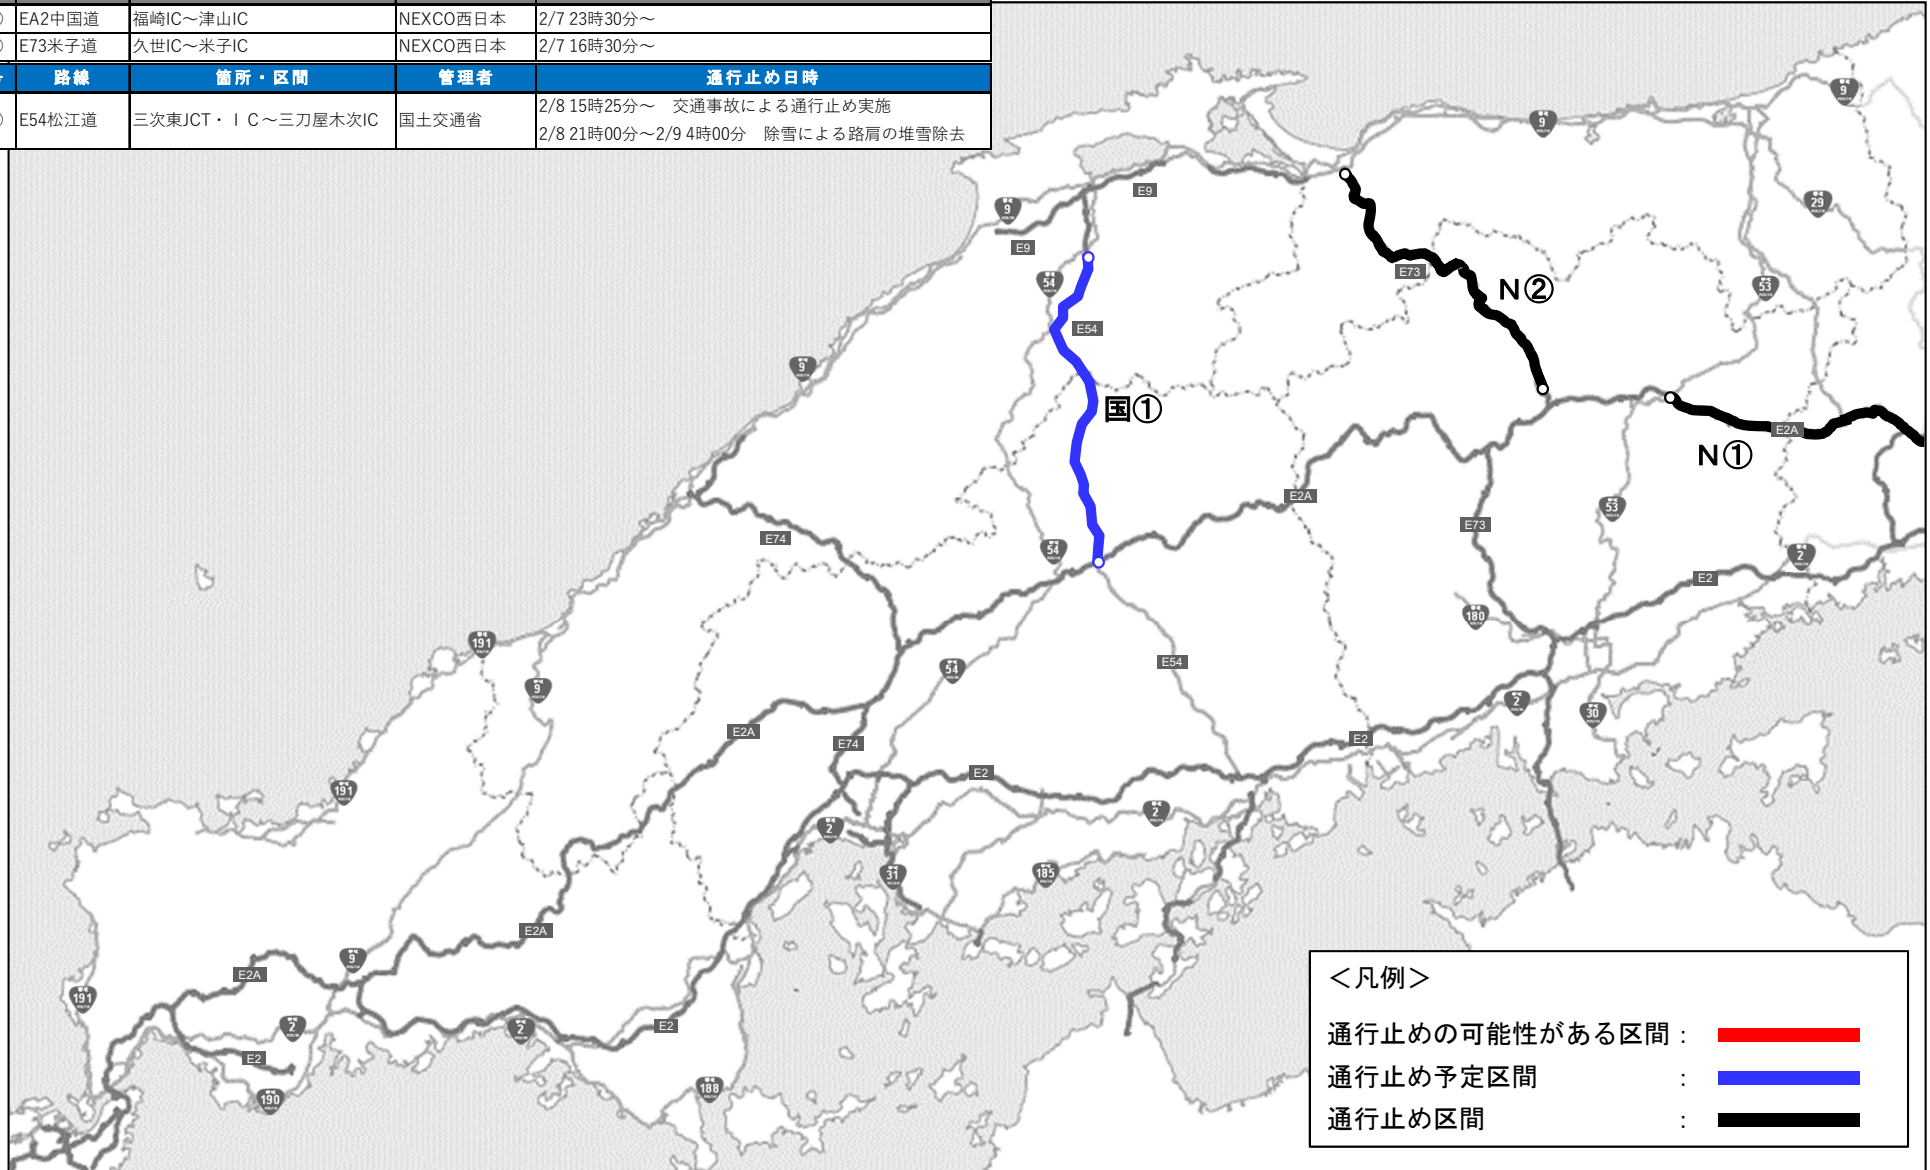 EA2中国道 福崎IC～津山IC NEXCO西日本 2/7 23時30分～
E73米子道 久世IC～米子IC NEXCO西日本 2/7 16時30分～
路線 箇所・区間 管理者 通行止め日時
E54松江道 三次東JCT・ＩＣ～三刀屋木次IC 国土交通省 2/8 15時25分～　交通事故による通行止め実施
2/8 21時00分～2/9 4時00分　除雪による路肩の堆雪除去
9
9
E9
29
9
E9
54
E73
N②
53
E54
9
国①
E2A
N①
E2A
53
E73
E74
54
2
E2
180
191
54
E54
9
2
30
E2A
E74
E2
E2
191
2
2
31
185
E2A
9
E2A
191
2
2
E2
E2
188
190
＜凡例＞
通行止めの可能性がある区間：
通行止め予定区間 ：
通行止め区間 ：